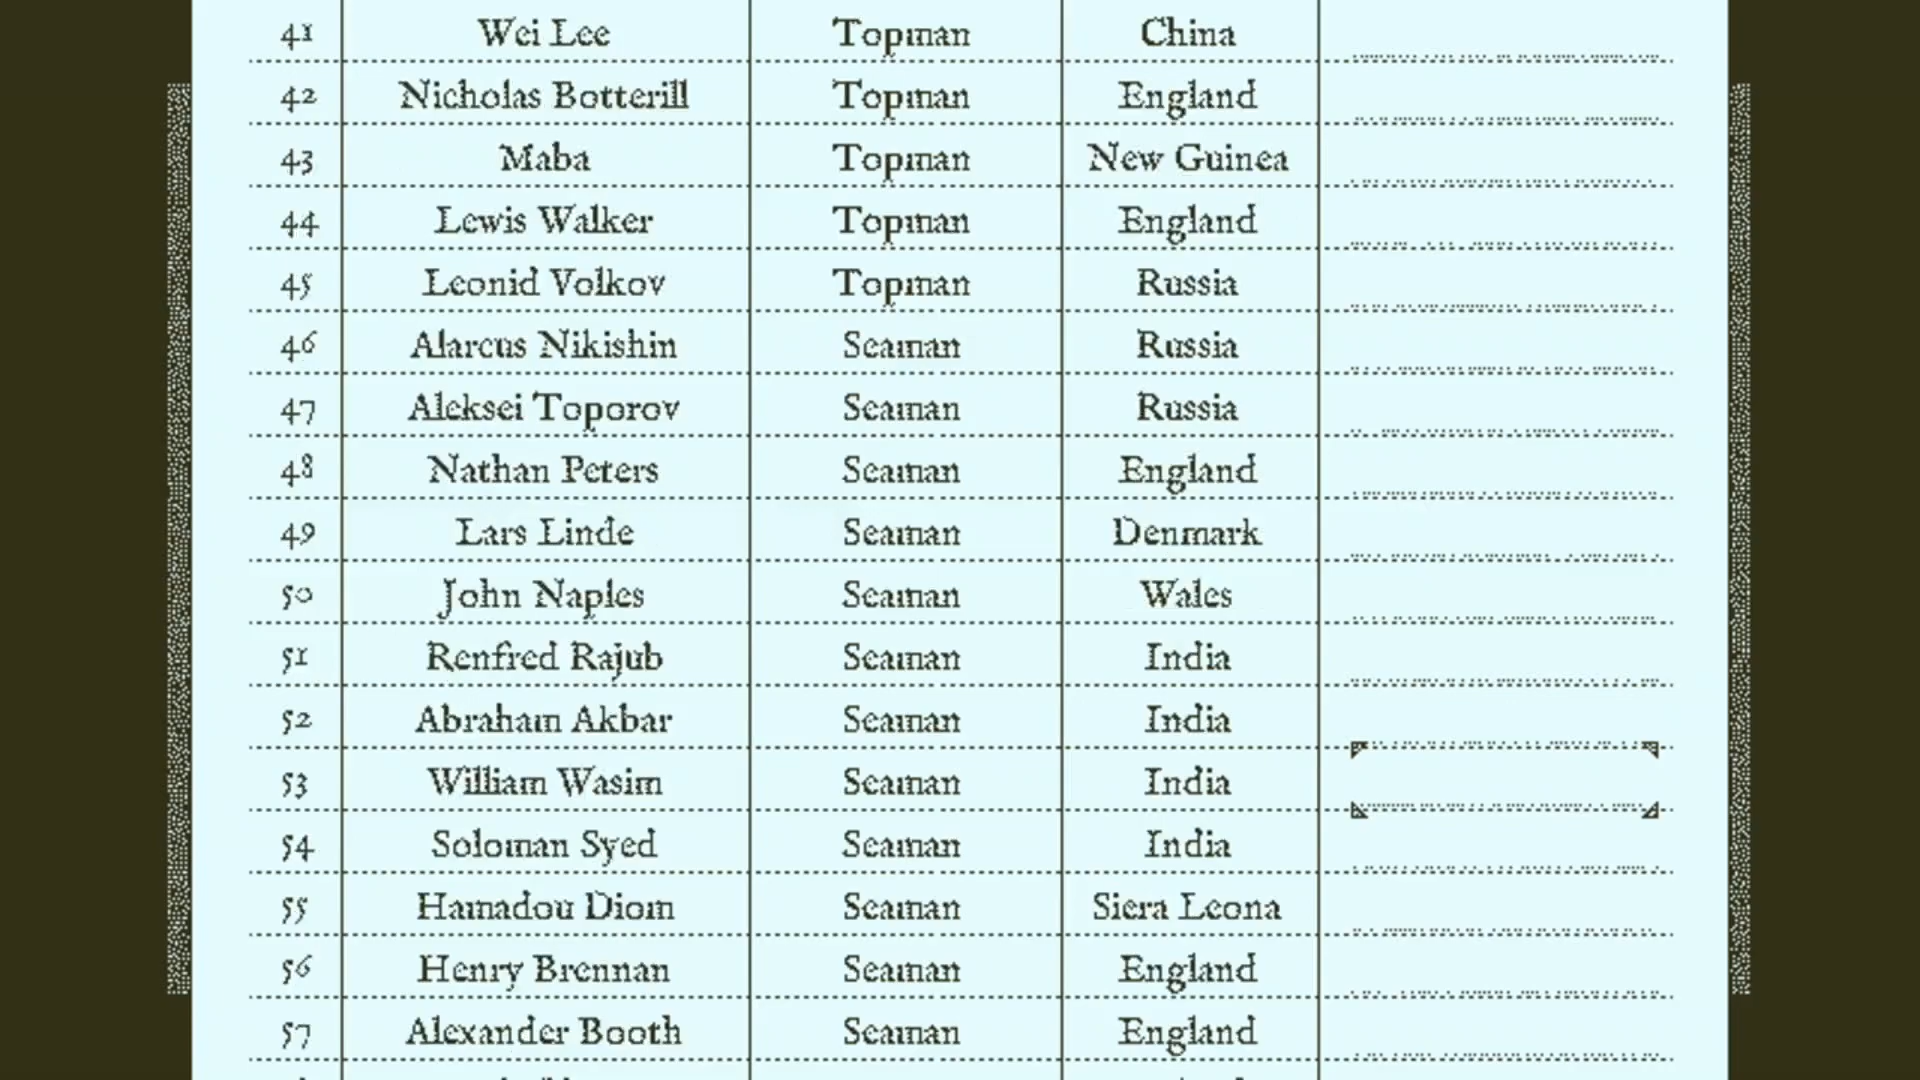 41 Wei Lee Topman China
42 Nicholas Botterill Topman England
43 Maba Topman New Guinea
44 Lewis Walker Topman England
45 Leonid Volkov Topman Russia
46 Alarcus Nikishin Seaman Russia
47 Aleksei Toporov Seaman Russia
48 Nathan Peters Seaman England
49 Lars Linde Seaman Denmark
50 John Naples Seaman Wales
51 Renfred Rajub Seaman India
52 Abraham Akbar Seaman India
53 William Wasim Seaman India
54 Soloman Syed Seaman India
55 Hamadou Diom Seaman Siera Leona
56 Henry Brennan Seaman England
57 Alexander Booth Seaman England